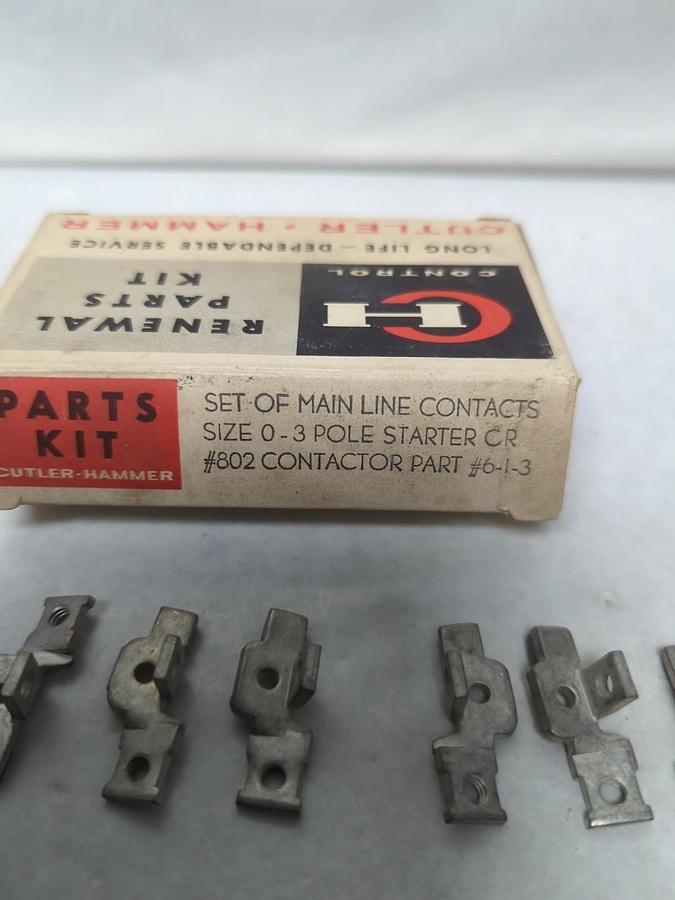 CUTLER · HAMMER
LONG LIFE — DEPENDABLE SERVICE
CONTROL
CH
RENEWAL
PARTS
KIT
PARTS
KIT
CUTLER-HAMMER
SET OF MAIN LINE CONTACTS
SIZE 0-3 POLE STARTER CR
#802 CONTACTOR PART #6-1-3